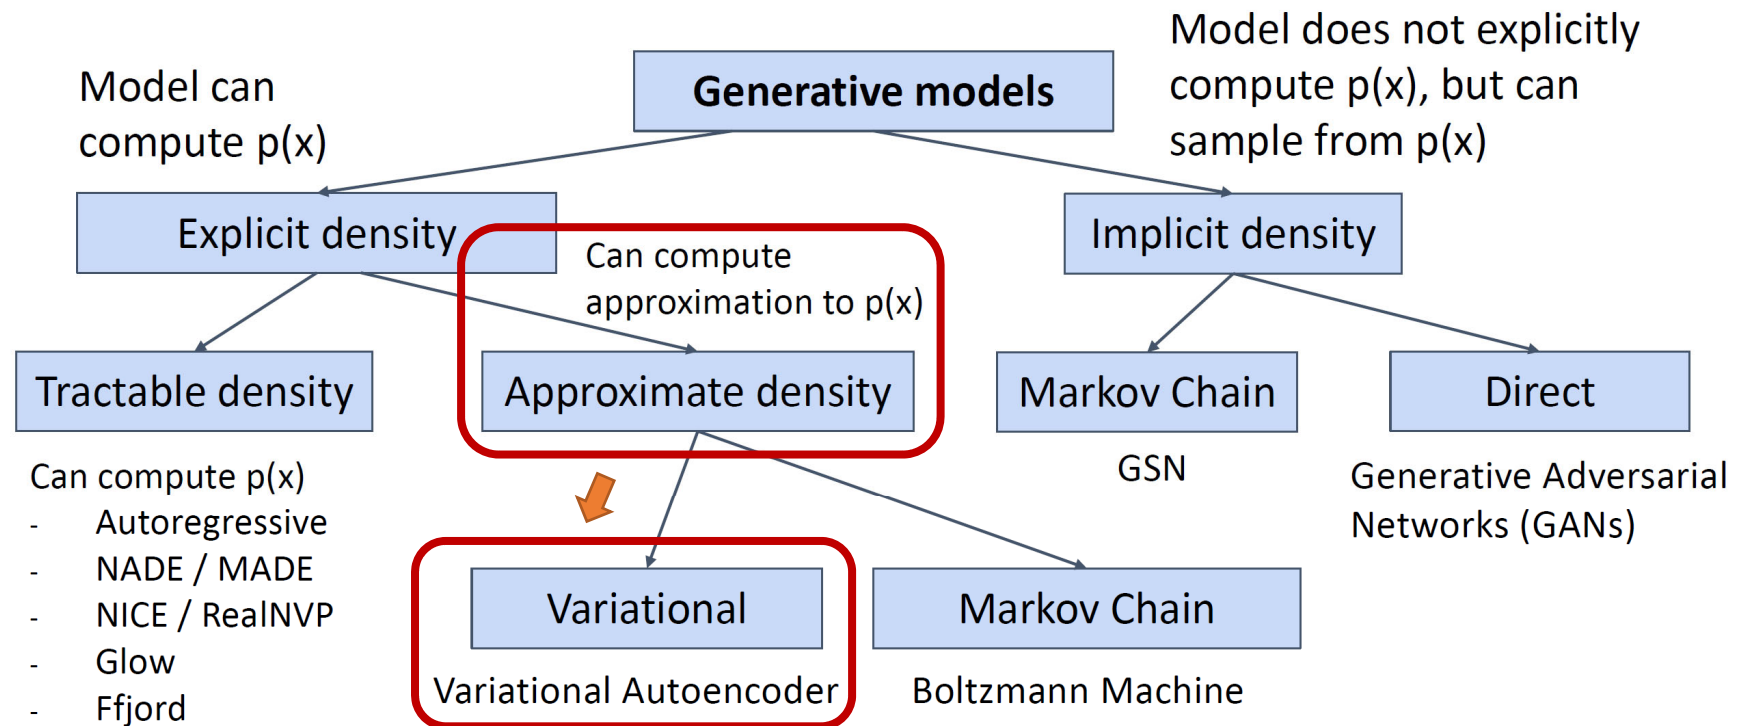 Generative models
Model can
compute p(x)
Model does not explicitly
compute p(x), but can
sample from p(x)
Explicit density
Implicit density
Can compute
approximation to p(x)
Tractable density
Approximate density
Markov Chain
Direct
Can compute p(x)
- Autoregressive
- NADE / MADE
- NICE / RealNVP
- Glow
- Ffjord
GSN
Generative Adversarial
Networks (GANs)
Variational
Markov Chain
Variational Autoencoder
Boltzmann Machine